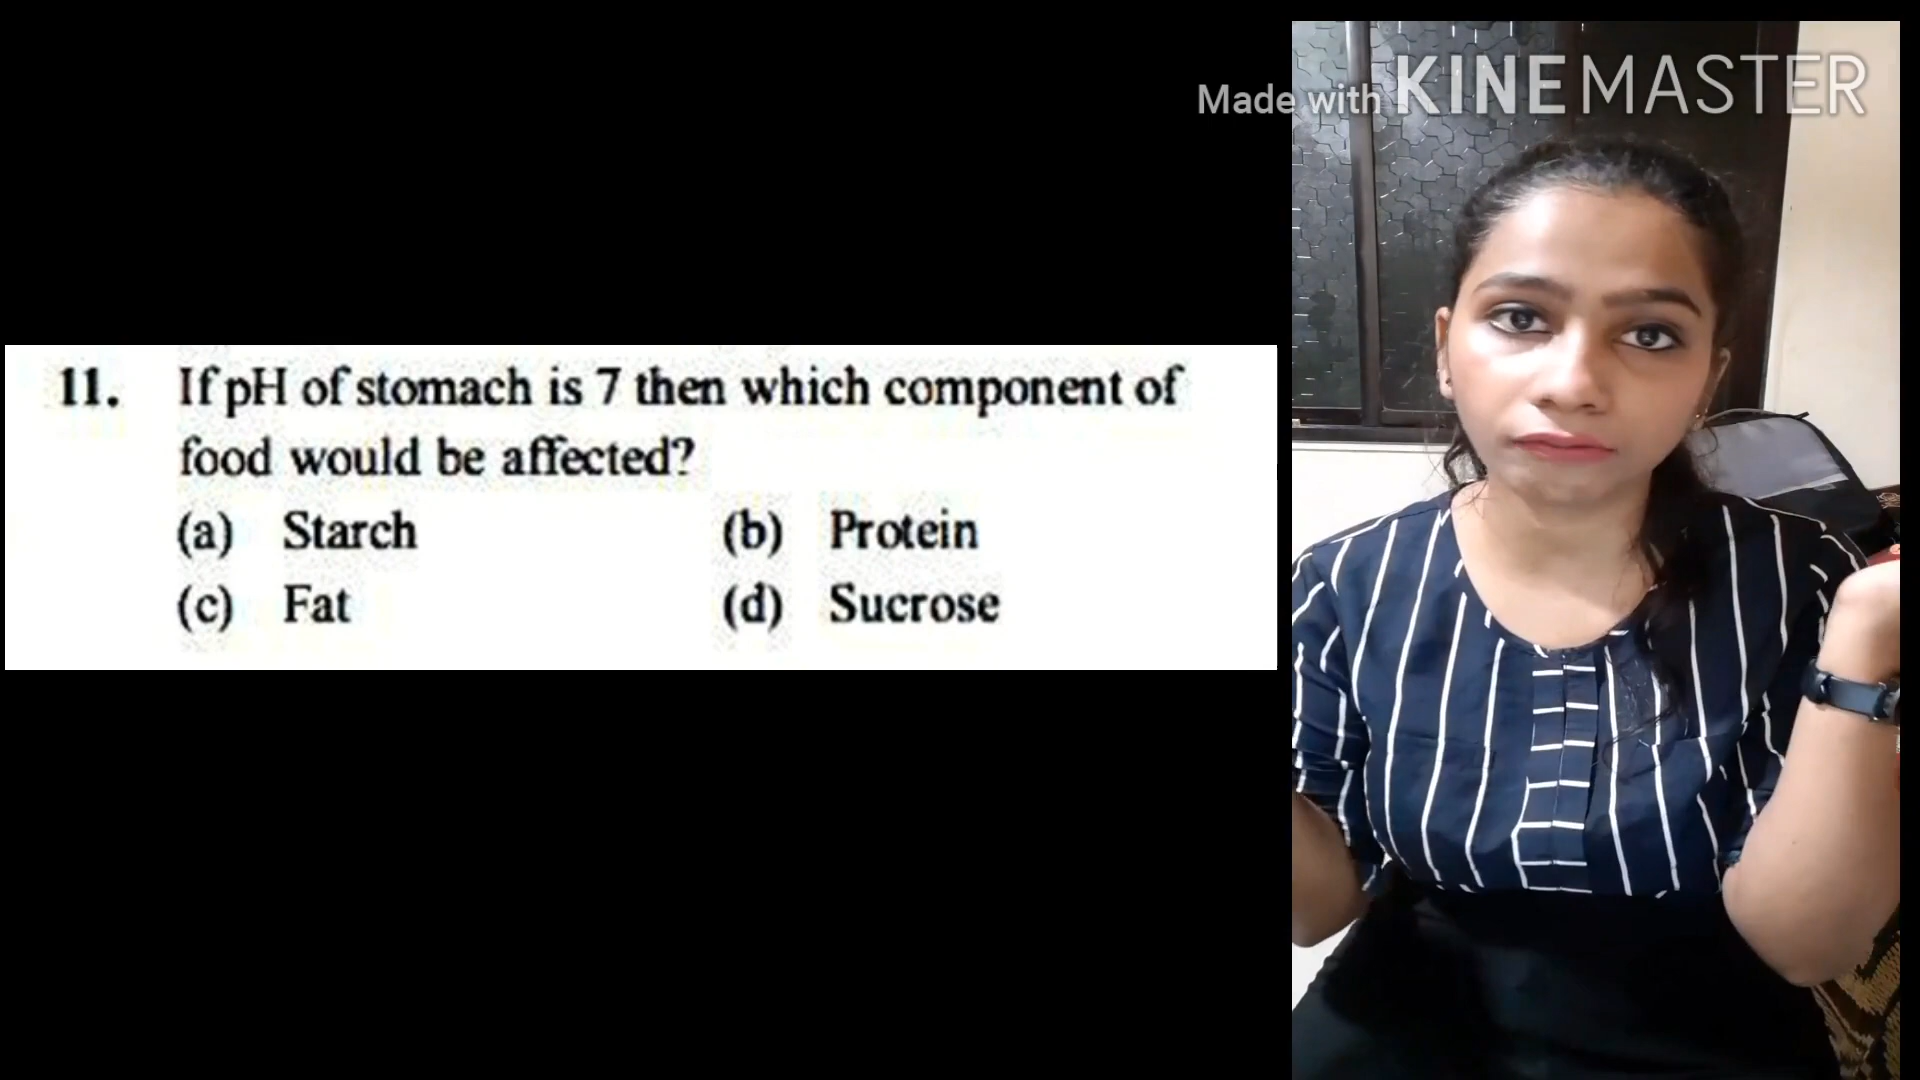 Made with KINEMASTER
11. If pH of stomach is 7 then which component of
food would be affected?
(a) Starch (b) Protein
(c) Fat (d) Sucrose